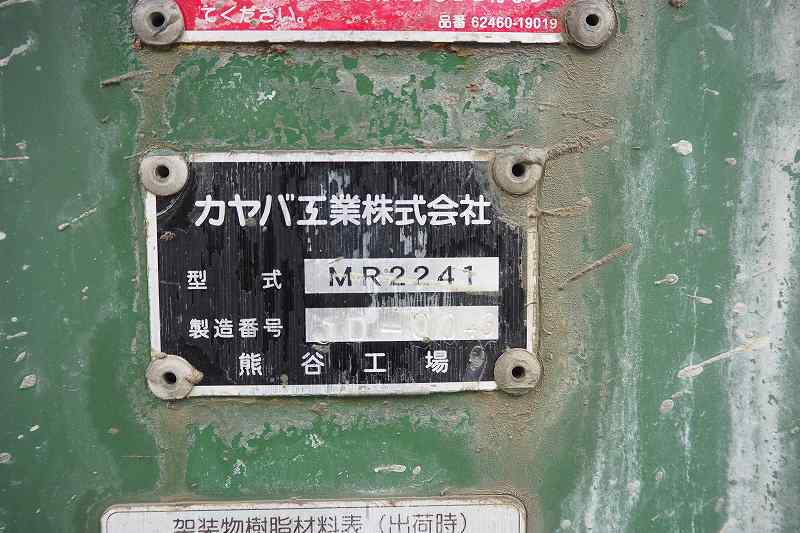 てください。
品番 62460-19019
カヤバ工業株式会社
型式 MR2241
製造番号
熊谷工場
架装物樹脂材料表(出荷時)